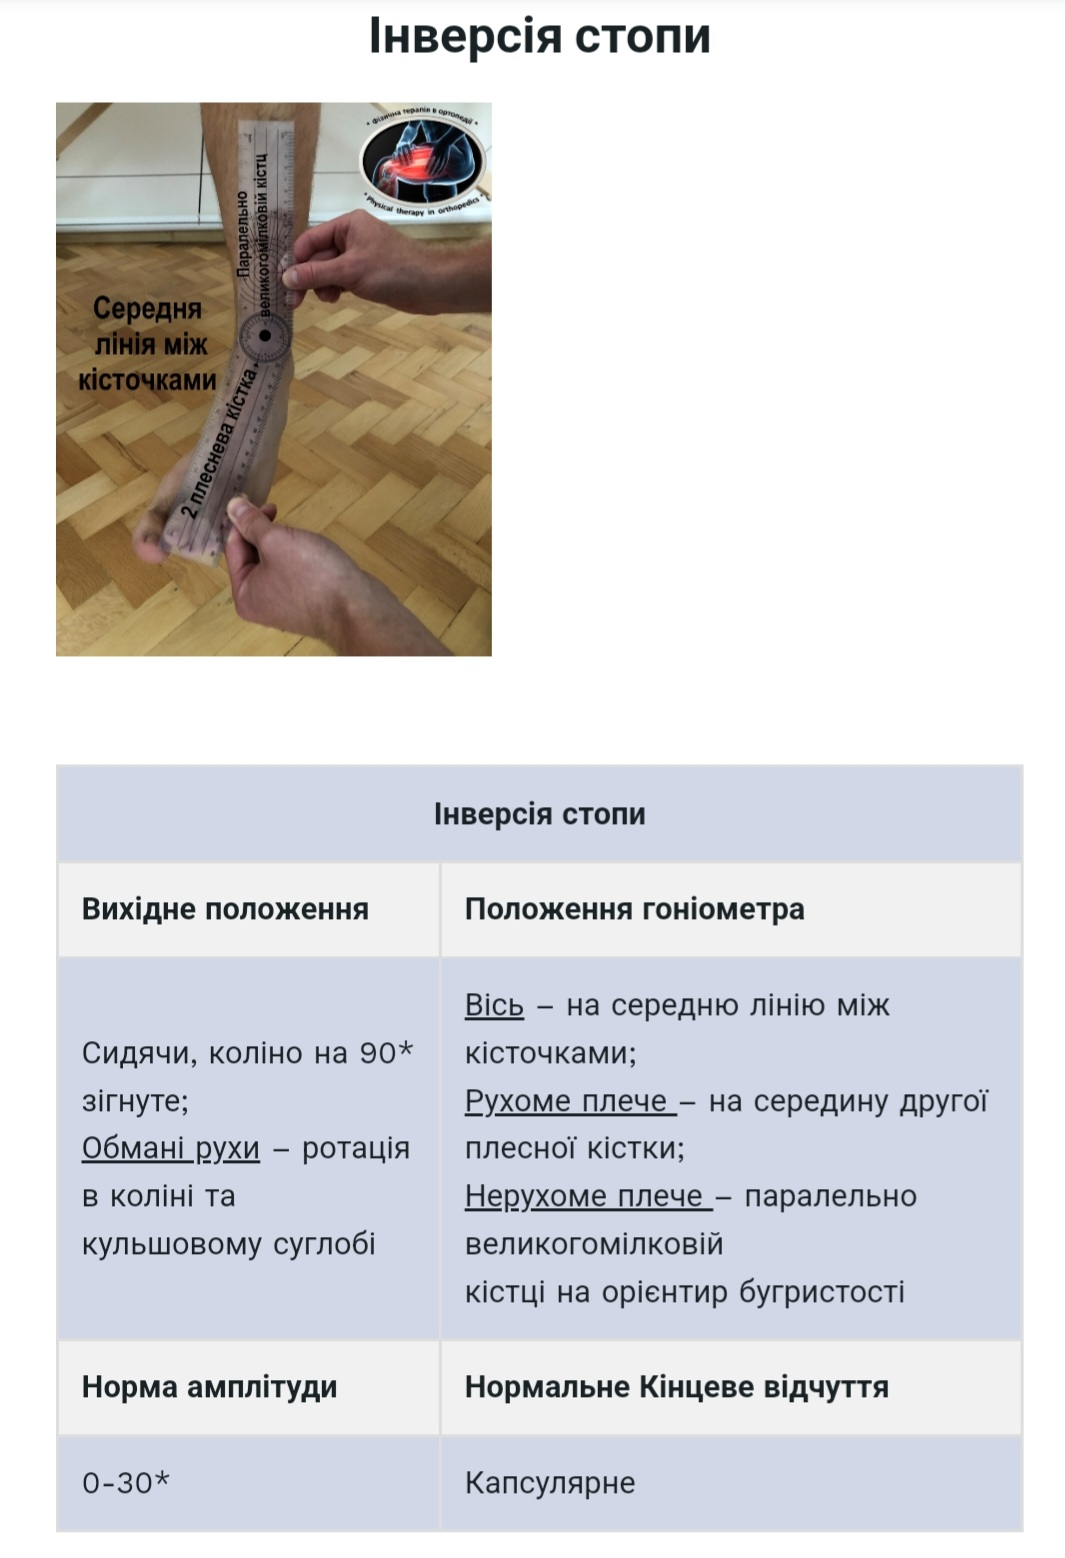 Інверсія стопи
• Фізична терапія в ортопедії •
• Physical therapy in orthopedics •
Паралельно
великогомілковій кістц
Середня
лінія між
кісточками
2 плеснева кістка
Інверсія стопи
Вихідне положення
Положення гоніометра
Сидячи, коліно на 90*
зігнуте;
Обмані рухи – ротація
в коліні та
кульшовому суглобі
Вісь – на середню лінію між
кісточками;
Рухоме плече – на середину другої
плесної кістки;
Нерухоме плече – паралельно
великогомілковій
кістці на орієнтир бугристості
Норма амплітуди
Нормальне Кінцеве відчуття
0-30*
Капсулярне